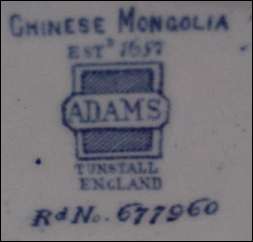 CHINESE MONGOLIA
ESTD 1657
ADAMS
TUNSTALL
ENGLAND
Rd No. 677960